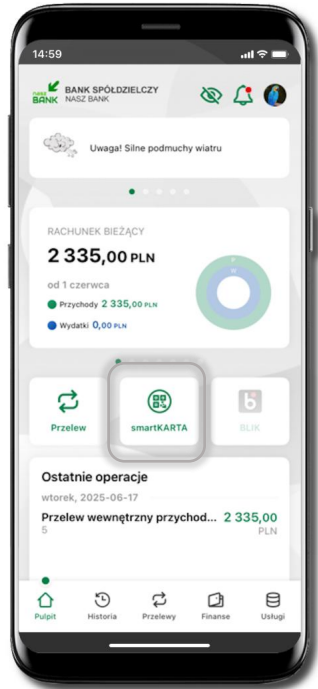 14:59
nasz BANK
BANK SPÓŁDZIELCZY
NASZ BANK
Uwaga! Silne podmuchy wiatru
RACHUNEK BIEŻĄCY
2 335,00 PLN
od 1 czerwca
Przychody 2 335,00 PLN
Wydatki 0,00 PLN
P
W
Przelew
smartKARTA
BLIK
Ostatnie operacje
wtorek, 2025-06-17
Przelew wewnętrzny przychod... 2 335,00
5 PLN
Pulpit
Historia
Przelewy
Finanse
Usługi